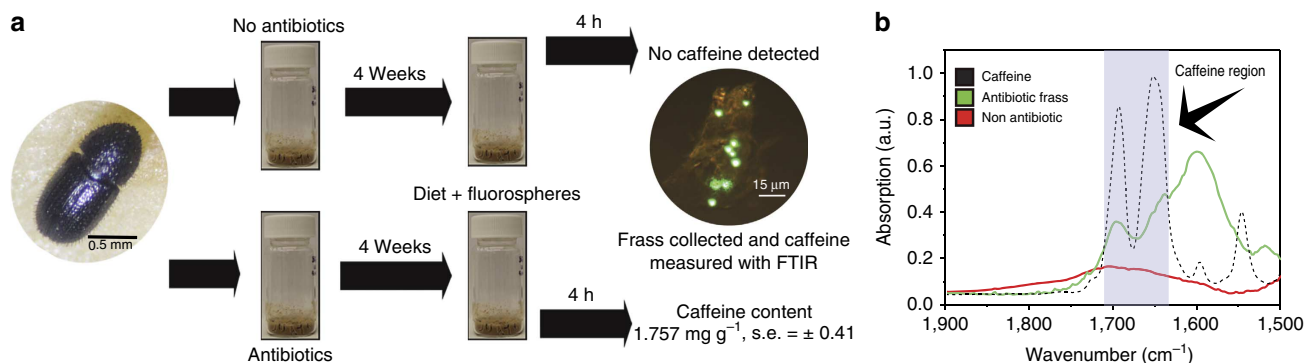 a
No antibiotics
4 Weeks
4 h
No caffeine detected
15 μm
0.5 mm
Diet + fluorospheres
4 Weeks
Frass collected and caffeine
measured with FTIR
4 h
Caffeine content
1.757 mg g⁻¹, s.e. = ± 0.41
Antibiotics
b
Caffeine
Antibiotic frass
Non antibiotic
Caffeine region
Absorption (a.u.)
1.0
0.8
0.6
0.4
0.2
0.0
1,900
1,800
1,700
1,600
1,500
Wavenumber (cm⁻¹)